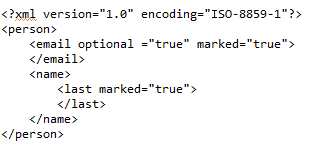 <?xml version="1.0" encoding="ISO-8859-1"?>
<person>
    <email optional ="true" marked="true">
    </email>
    <name>
        <last marked="true">
        </last>
    </name>
</person>